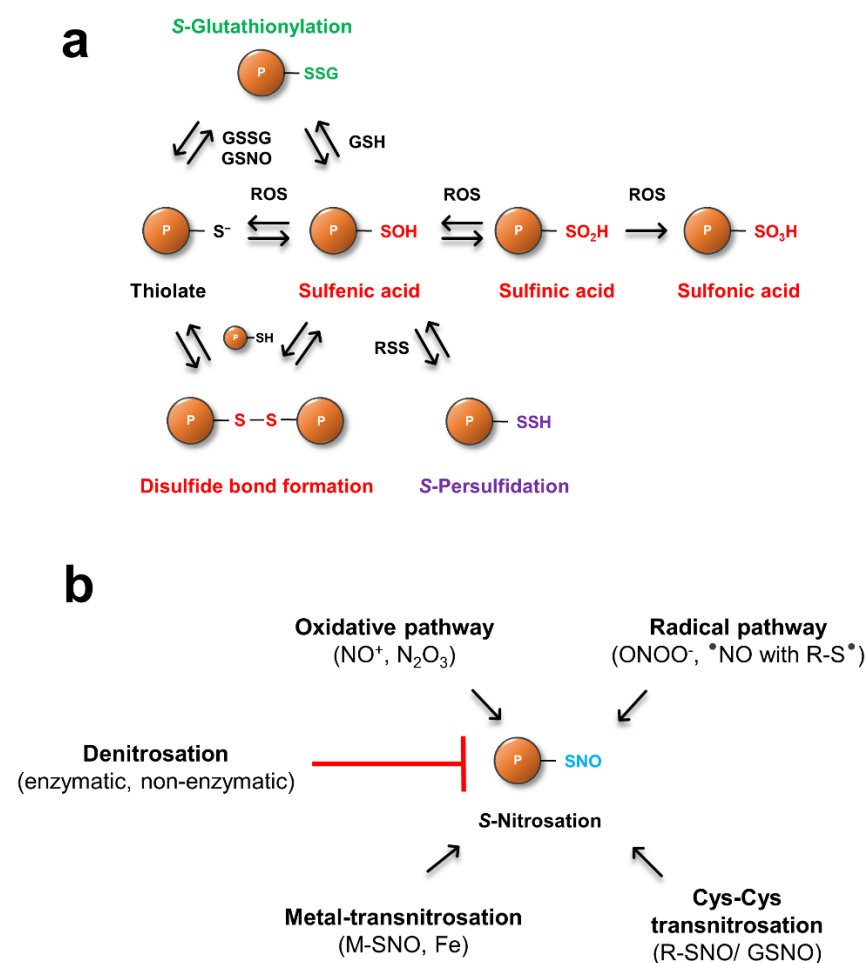 a
S-Glutathionylation
P SSG
GSSG
GSNO
GSH
ROS ROS ROS
P S⁻ P SOH P SO₂H P SO₃H
Thiolate Sulfenic acid Sulfinic acid Sulfonic acid
P SH
RSS
P S S P P SSH
Disulfide bond formation S-Persulfidation
b
Oxidative pathway
(NO⁺, N₂O₃)
Radical pathway
(ONOO⁻, •NO with R-S•)
Denitrosation
(enzymatic, non-enzymatic)
P SNO
S-Nitrosation
Metal-transnitrosation
(M-SNO, Fe)
Cys-Cys
transnitrosation
(R-SNO/ GSNO)